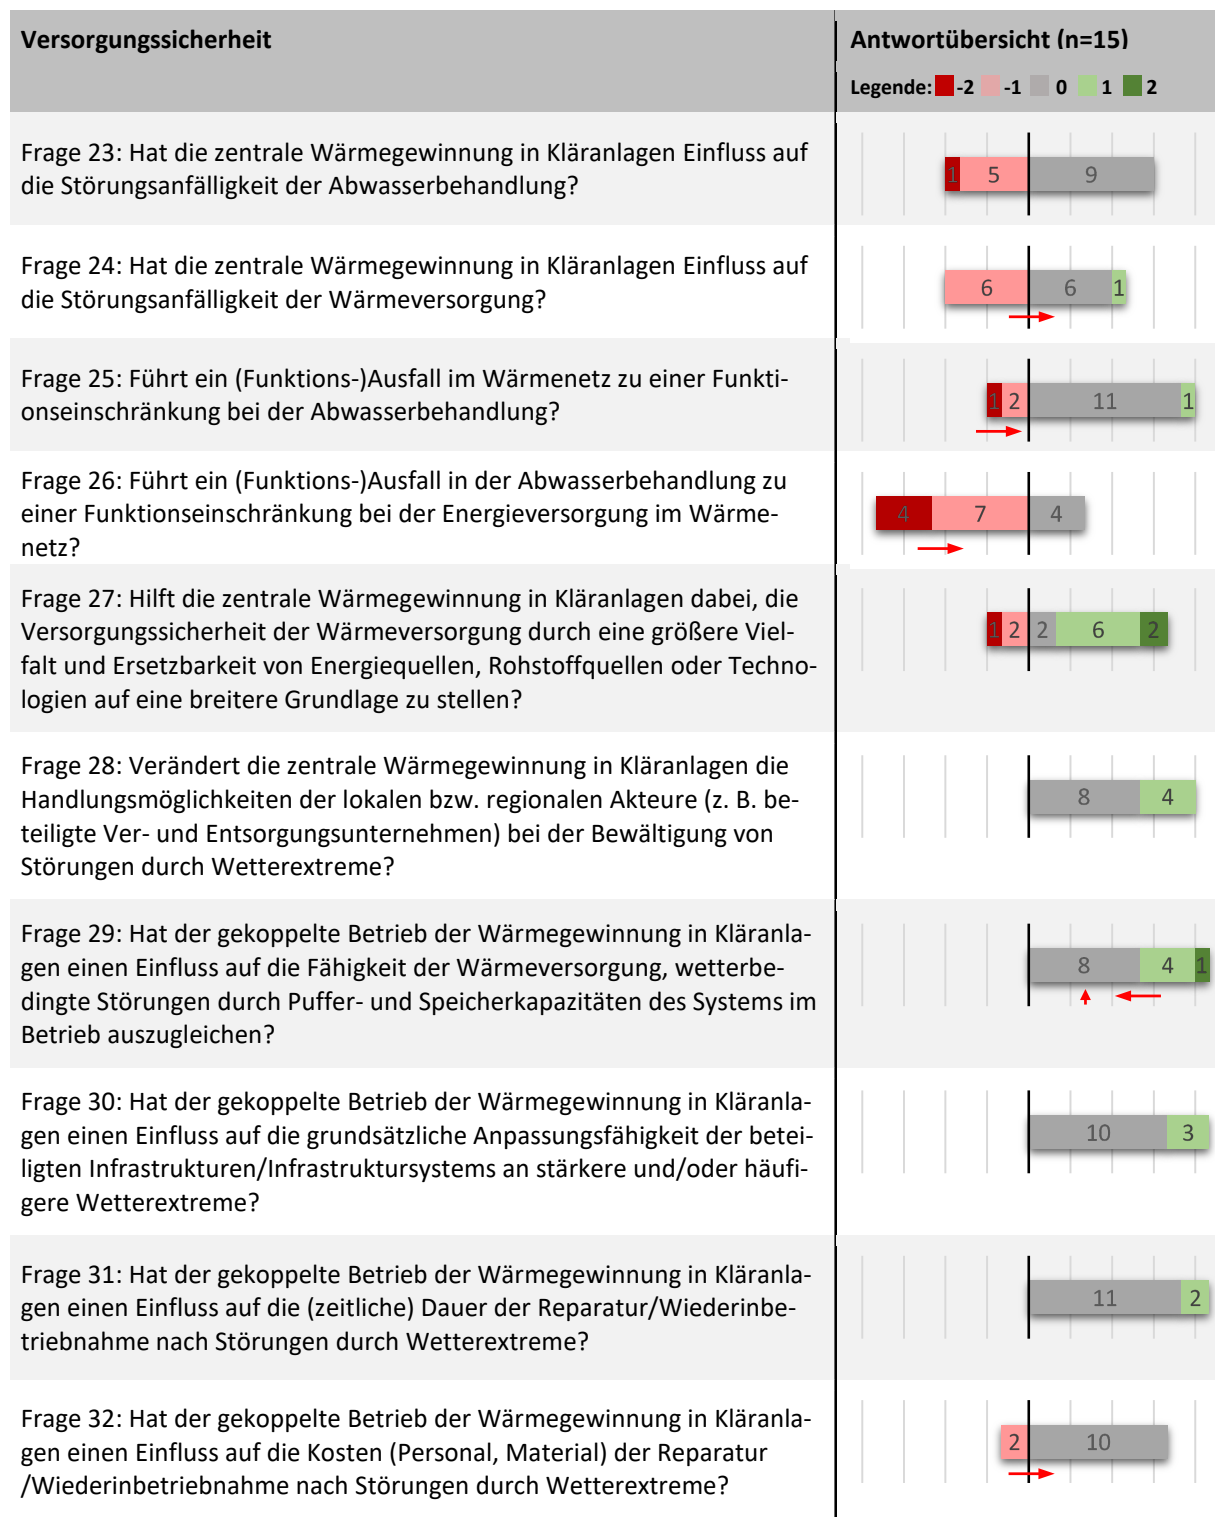 Versorgungssicherheit
Antwortübersicht (n=15)
Legende: -2 -1 0 1 2
Frage 23: Hat die zentrale Wärmegewinnung in Kläranlagen Einfluss auf
die Störungsanfälligkeit der Abwasserbehandlung?
1 5 9
Frage 24: Hat die zentrale Wärmegewinnung in Kläranlagen Einfluss auf
die Störungsanfälligkeit der Wärmeversorgung?
6 6 1
Frage 25: Führt ein (Funktions-)Ausfall im Wärmenetz zu einer Funkti-
onseinschränkung bei der Abwasserbehandlung?
1 2 11 1
Frage 26: Führt ein (Funktions-)Ausfall in der Abwasserbehandlung zu
einer Funktionseinschränkung bei der Energieversorgung im Wärme-
netz?
4 7 4
Frage 27: Hilft die zentrale Wärmegewinnung in Kläranlagen dabei, die
Versorgungssicherheit der Wärmeversorgung durch eine größere Viel-
falt und Ersetzbarkeit von Energiequellen, Rohstoffquellen oder Techno-
logien auf eine breitere Grundlage zu stellen?
1 2 2 6 2
Frage 28: Verändert die zentrale Wärmegewinnung in Kläranlagen die
Handlungsmöglichkeiten der lokalen bzw. regionalen Akteure (z. B. be-
teiligte Ver- und Entsorgungsunternehmen) bei der Bewältigung von
Störungen durch Wetterextreme?
8 4
Frage 29: Hat der gekoppelte Betrieb der Wärmegewinnung in Kläranla-
gen einen Einfluss auf die Fähigkeit der Wärmeversorgung, wetterbe-
dingte Störungen durch Puffer- und Speicherkapazitäten des Systems im
Betrieb auszugleichen?
8 4 1
Frage 30: Hat der gekoppelte Betrieb der Wärmegewinnung in Kläranla-
gen einen Einfluss auf die grundsätzliche Anpassungsfähigkeit der betei-
ligten Infrastrukturen/Infrastruktursystems an stärkere und/oder häufi-
gere Wetterextreme?
10 3
Frage 31: Hat der gekoppelte Betrieb der Wärmegewinnung in Kläranla-
gen einen Einfluss auf die (zeitliche) Dauer der Reparatur/Wiederinbe-
triebnahme nach Störungen durch Wetterextreme?
11 2
Frage 32: Hat der gekoppelte Betrieb der Wärmegewinnung in Kläranla-
gen einen Einfluss auf die Kosten (Personal, Material) der Reparatur
/Wiederinbetriebnahme nach Störungen durch Wetterextreme?
2 10